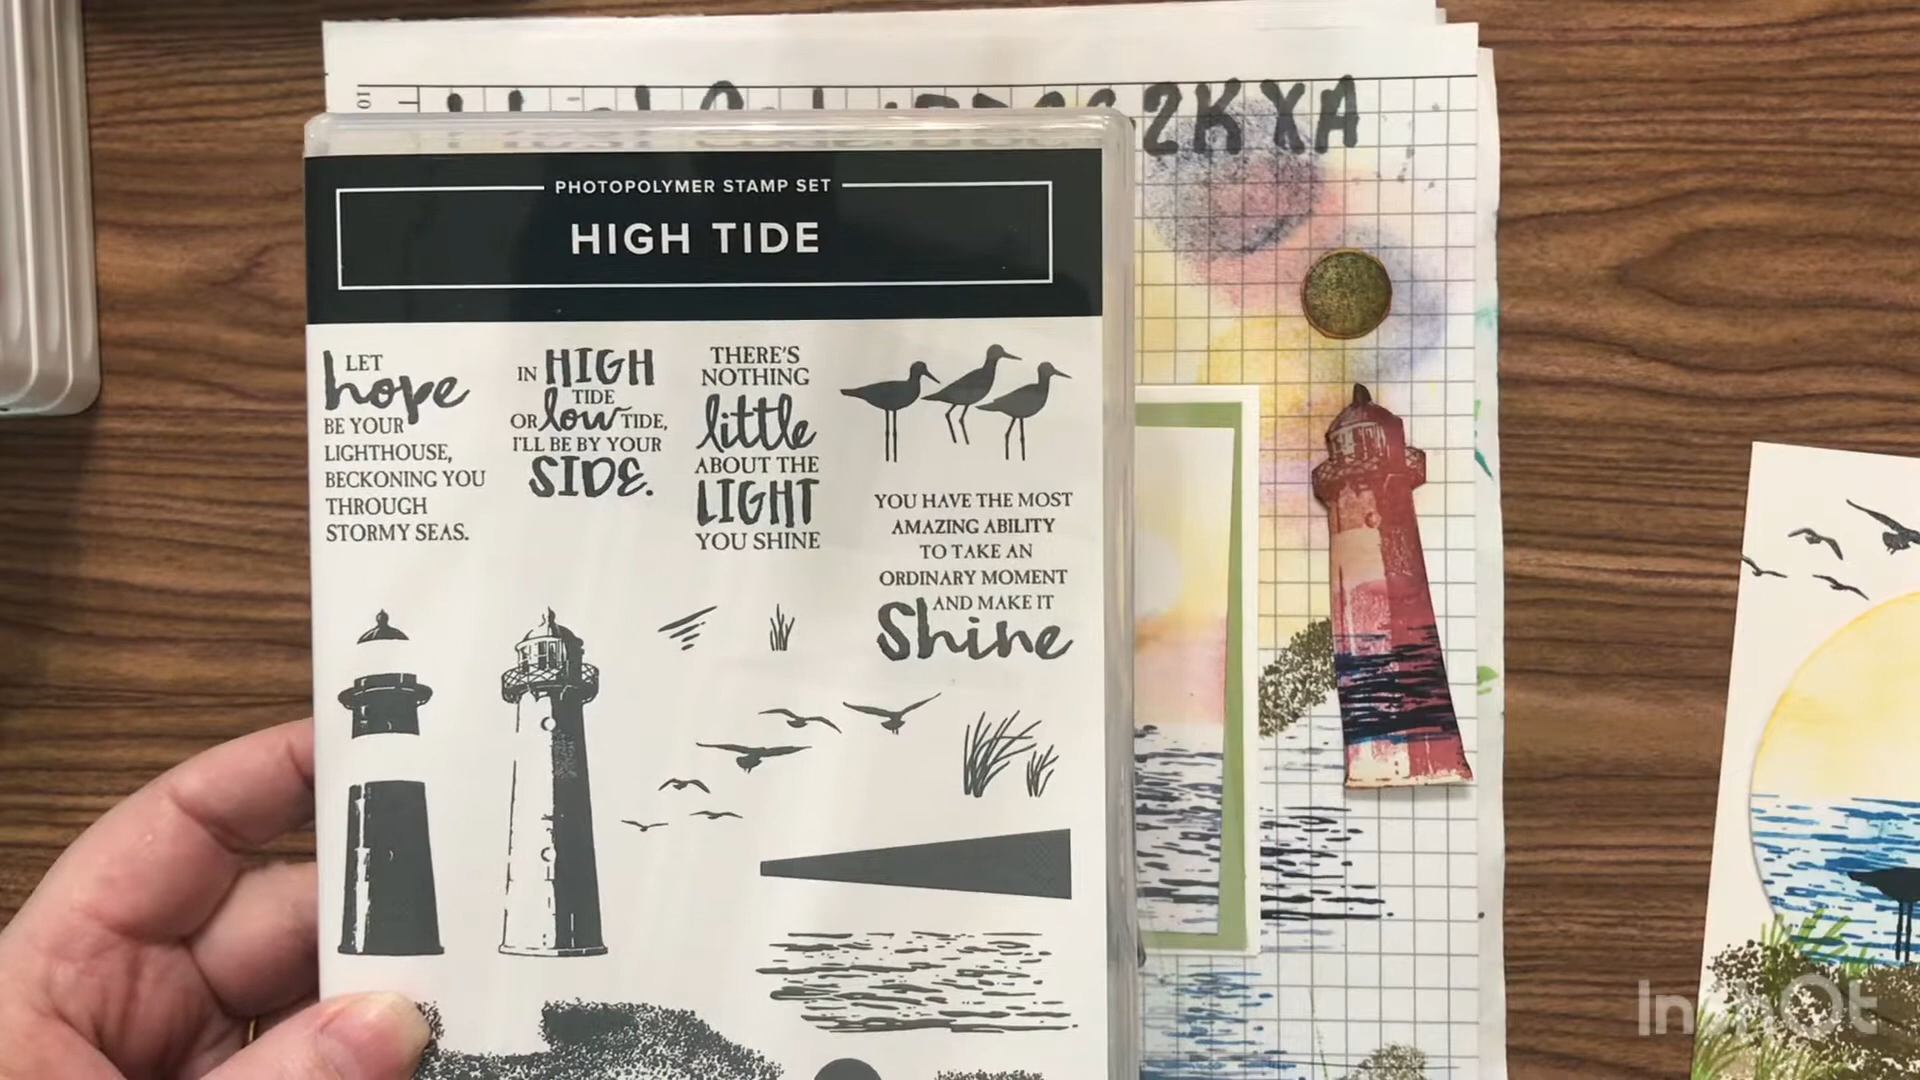 2KXA
PHOTOPOLYMER STAMP SET
HIGH TIDE
LET
hope
BE YOUR
LIGHTHOUSE,
BECKONING YOU
THROUGH
STORMY SEAS.
IN HIGH
TIDE
OR low TIDE,
I'LL BE BY YOUR
SIDE.
THERE'S
NOTHING
little
ABOUT THE
LIGHT
YOU SHINE
YOU HAVE THE MOST
AMAZING ABILITY
TO TAKE AN
ORDINARY MOMENT
AND MAKE IT
Shine
InShOt